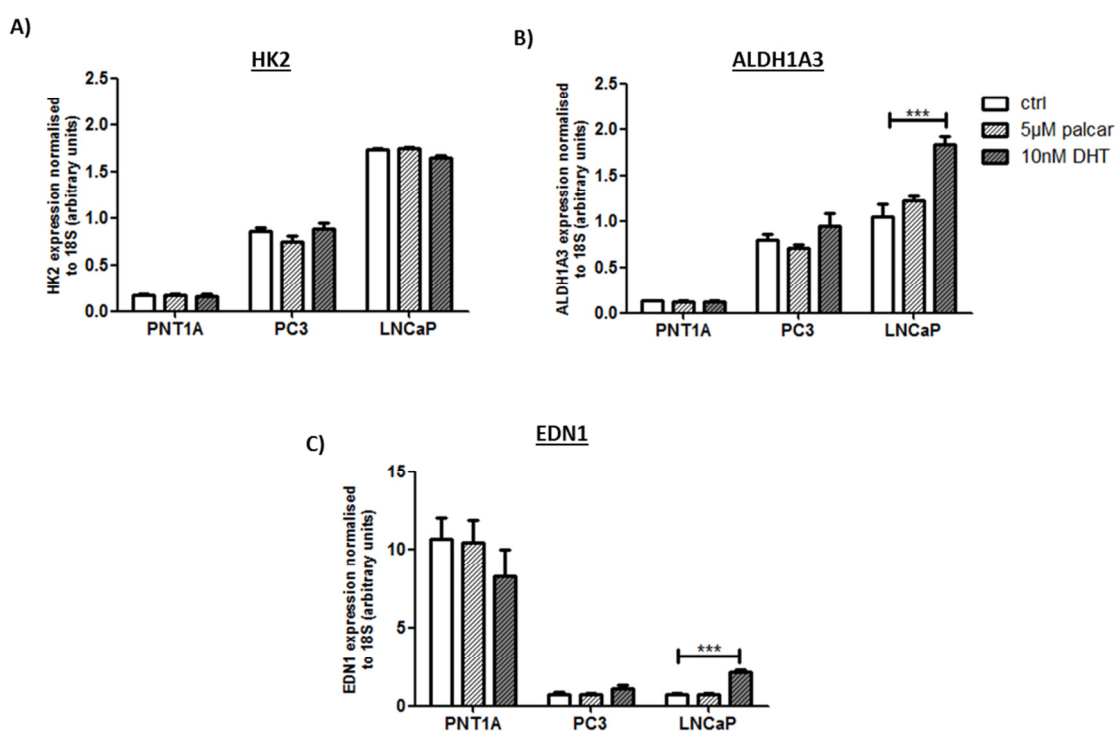 A)
HK2
HK2 expression normalised
to 18S (arbitrary units)
2.5
2.0
1.5
1.0
0.5
0.0
PNT1A PC3 LNCaP
B)
ALDH1A3
ALDH1A3 expression normalised
to 18S (arbitrary units)
2.5
2.0
1.5
1.0
0.5
0.0
***
PNT1A PC3 LNCaP
ctrl
5µM palcar
10nM DHT
C)
EDN1
EDN1 expression normalised
to 18S (arbitrary units)
15
10
5
0
***
PNT1A PC3 LNCaP